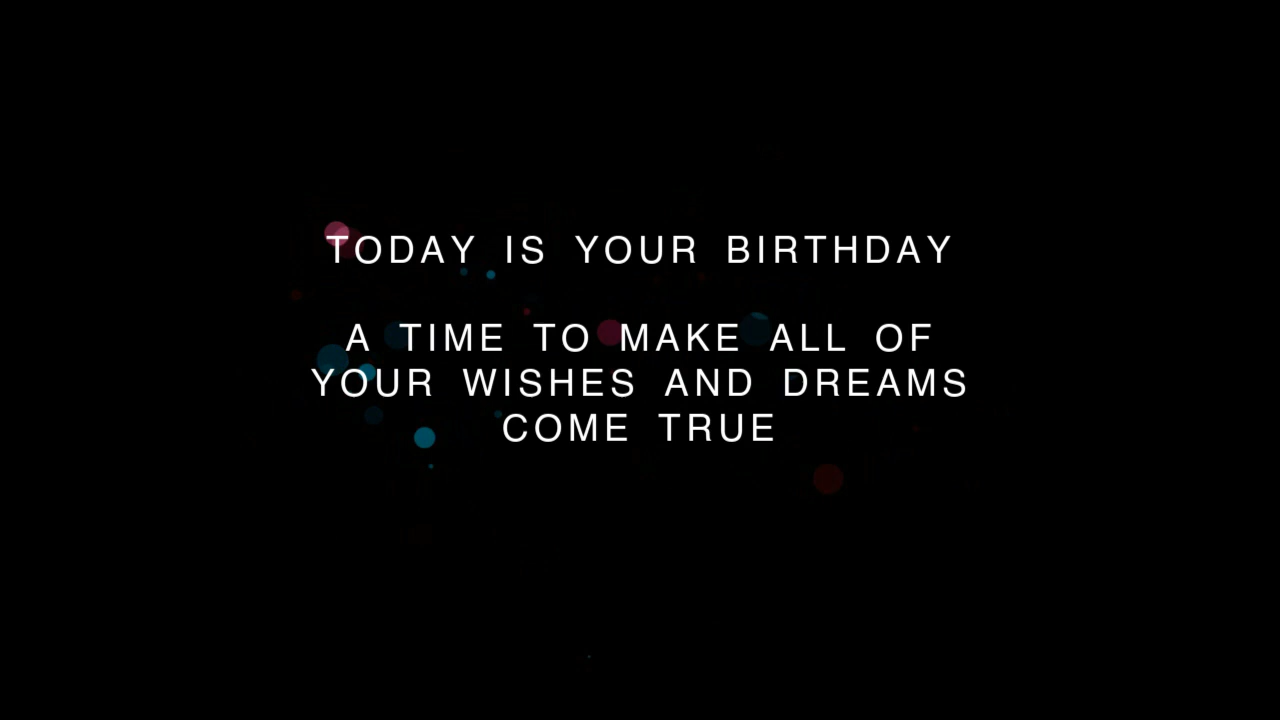 TODAY IS YOUR BIRTHDAY
A TIME TO MAKE ALL OF
YOUR WISHES AND DREAMS
COME TRUE